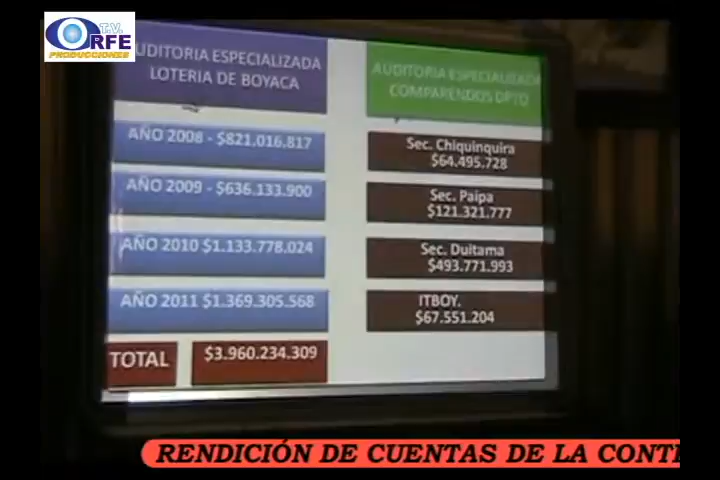 T.V.
ORFE
PRODUCCIONES
AUDITORIA ESPECIALIZADA
LOTERIA DE BOYACA
AÑO 2008 - $821.016.817
AÑO 2009 - $636.133.900
AÑO 2010 $1.133.778.024
AÑO 2011 $1.369.305.568
TOTAL
$3.960.234.309
AUDITORIA ESPECIALIZADA
COMPARENDOS DPTO
Sec. Chiquinquira
$64.495.728
Sec. Paipa
$121.321.777
Sec. Duitama
$493.771.993
ITBOY.
$67.551.204
RENDICIÓN DE CUENTAS DE LA CONT